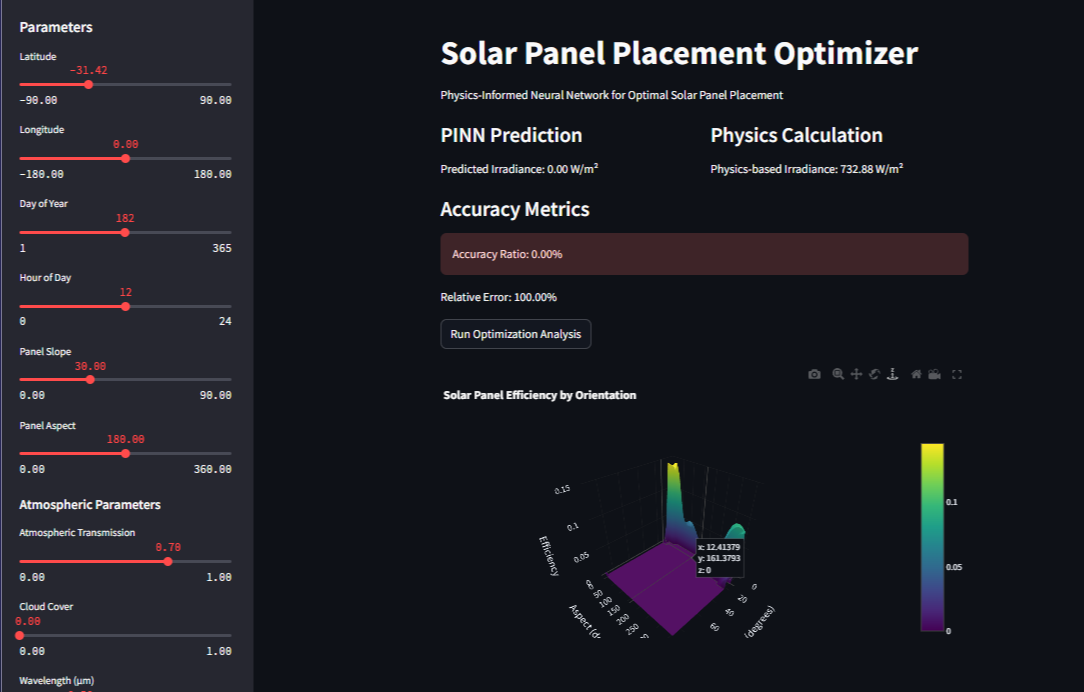 Parameters
Latitude
-31.42
-90.00 90.00
Longitude
0.00
-180.00 180.00
Day of Year
182
1 365
Hour of Day
12
0 24
Panel Slope
30.00
0.00 90.00
Panel Aspect
180.00
0.00 360.00
Atmospheric Parameters
Atmospheric Transmission
0.70
0.00 1.00
Cloud Cover
0.00
0.00 1.00
Wavelength (μm)
Solar Panel Placement Optimizer
Physics-Informed Neural Network for Optimal Solar Panel Placement
PINN Prediction
Predicted Irradiance: 0.00 W/m²
Physics Calculation
Physics-based Irradiance: 732.88 W/m²
Accuracy Metrics
Accuracy Ratio: 0.00%
Relative Error: 100.00%
Run Optimization Analysis
Solar Panel Efficiency by Orientation
0.15
0.1
0.05
Efficiency
0
50
100
150
200
250
Aspect (d
x: 12.41379
y: 161.3793
z: 0
0
20
40
60
(degrees)
0.1
0.05
0